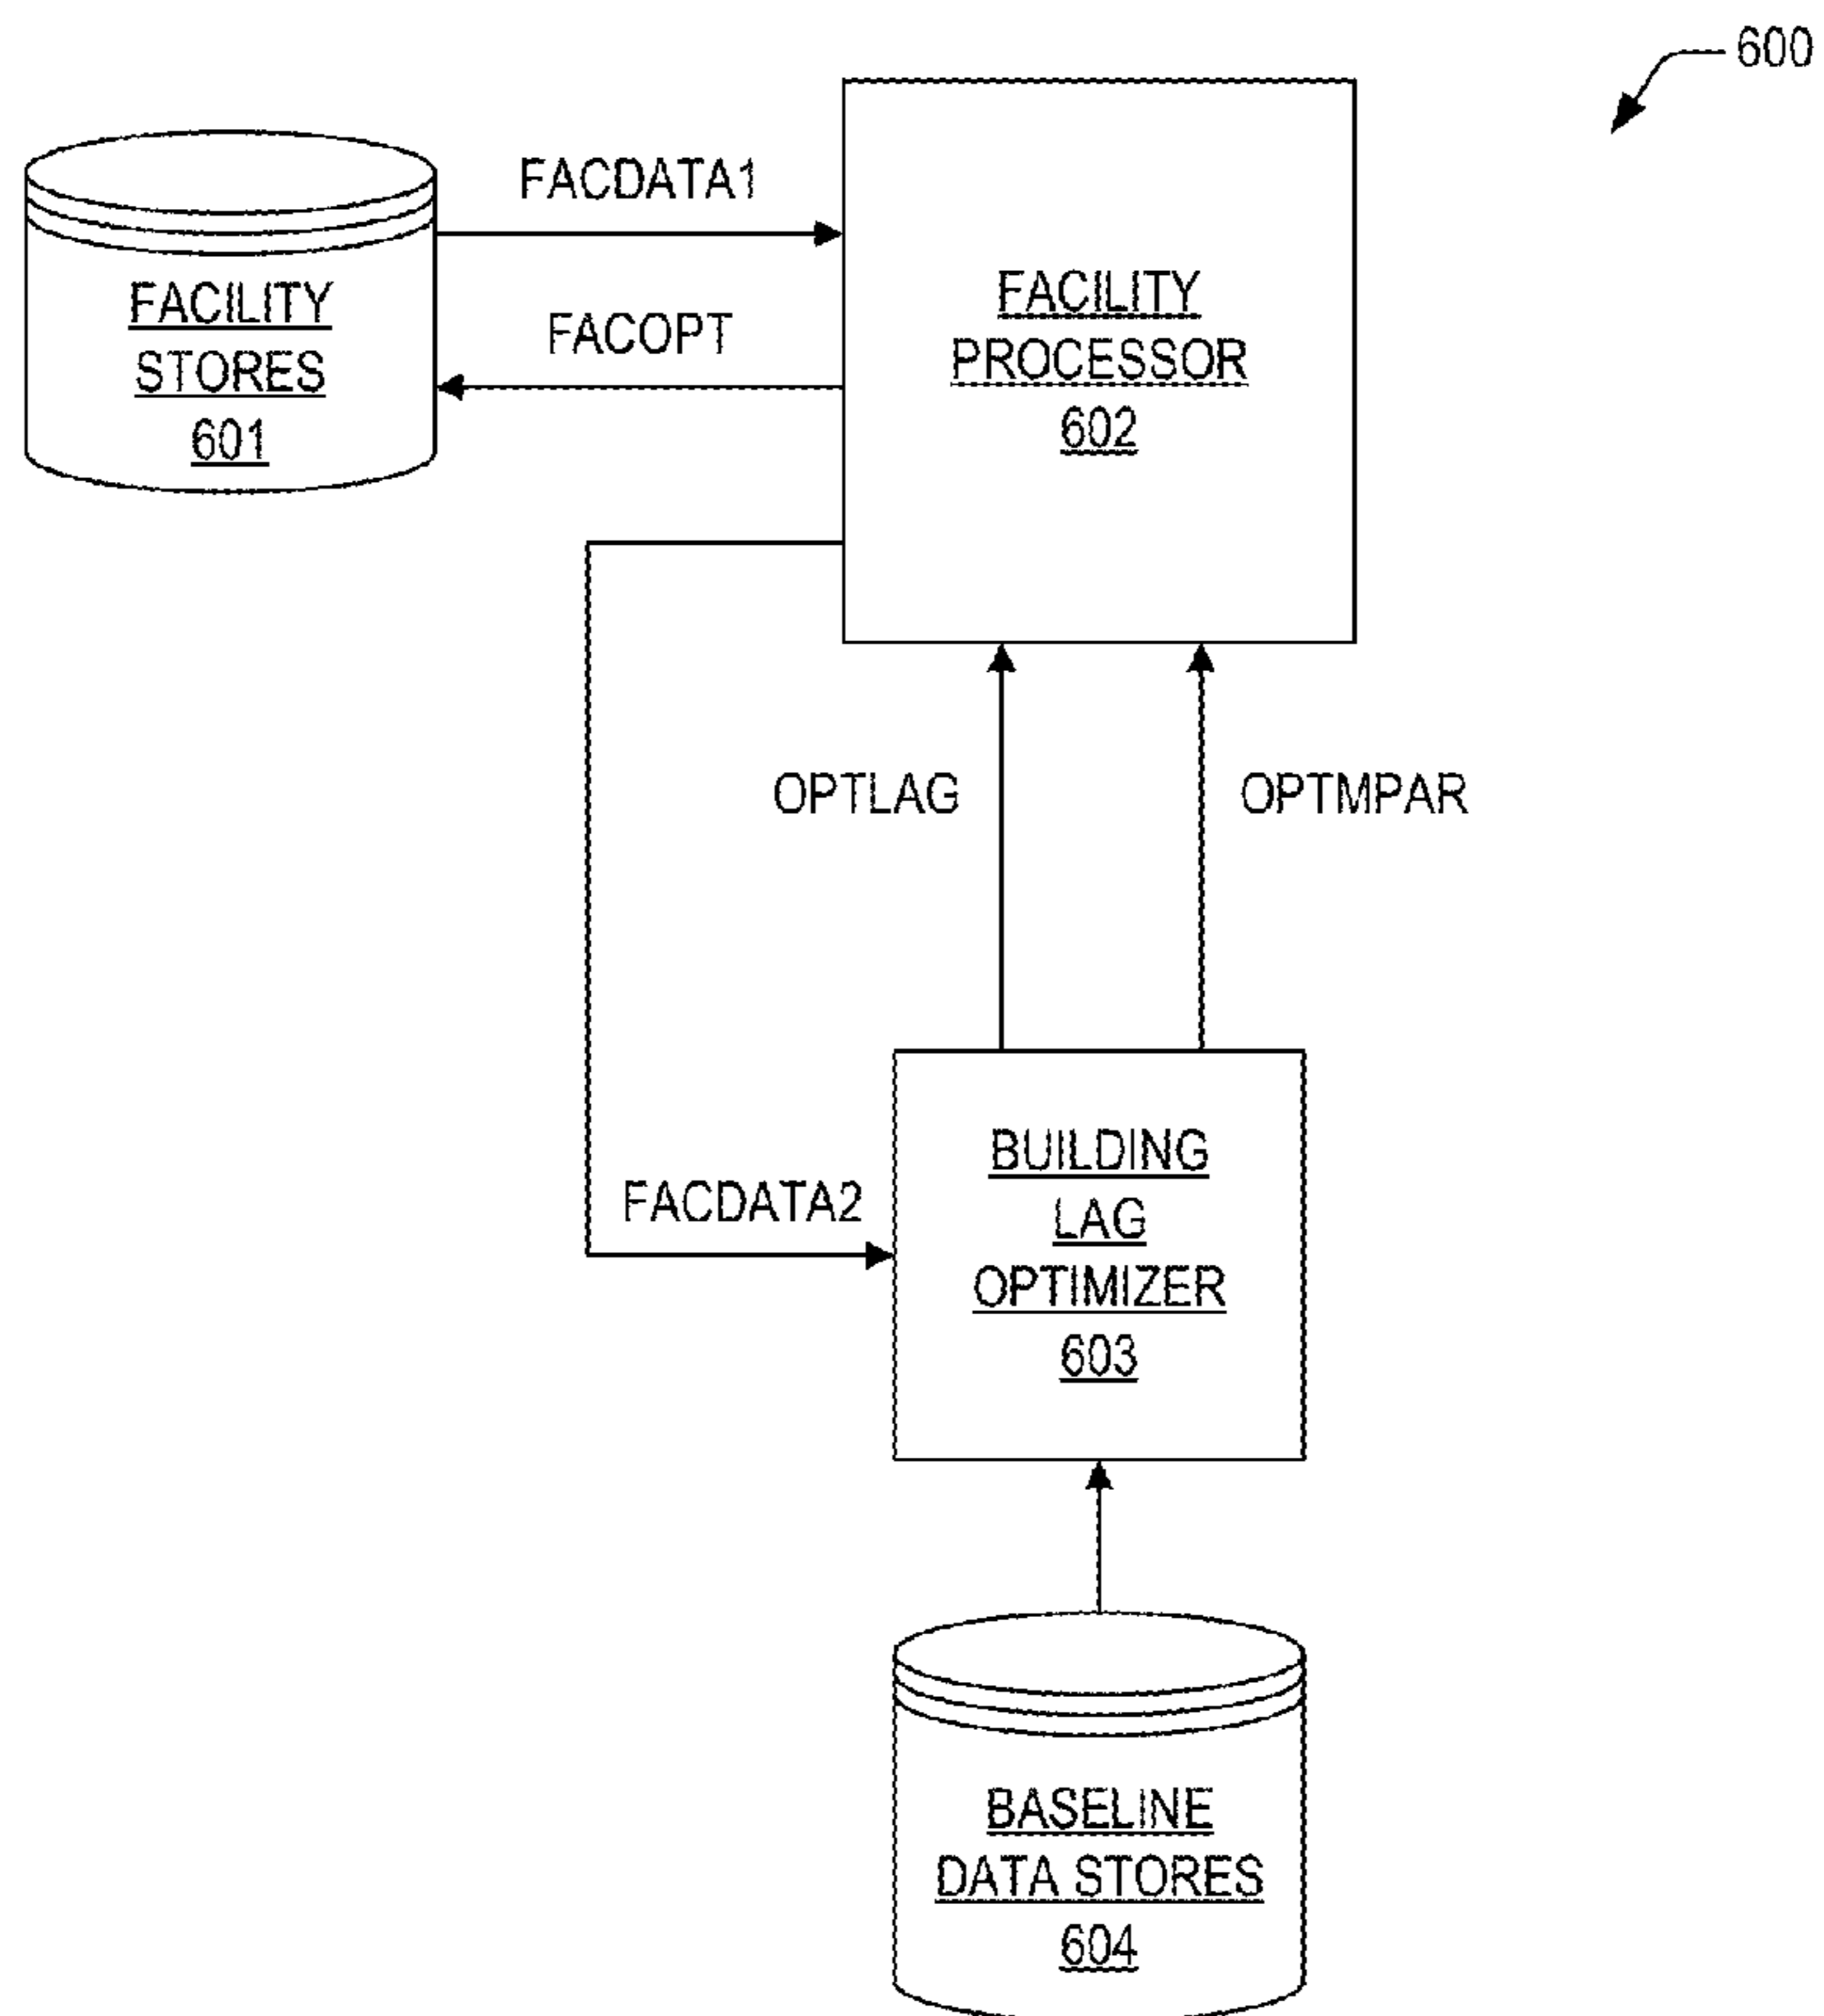 600
FACDATA1
FACILITY
STORES
601
FACOPT
FACILITY
PROCESSOR
602
OPTLAG
OPTMPAR
FACDATA2
BUILDING
LAG
OPTIMIZER
603
BASELINE
DATA STORES
604